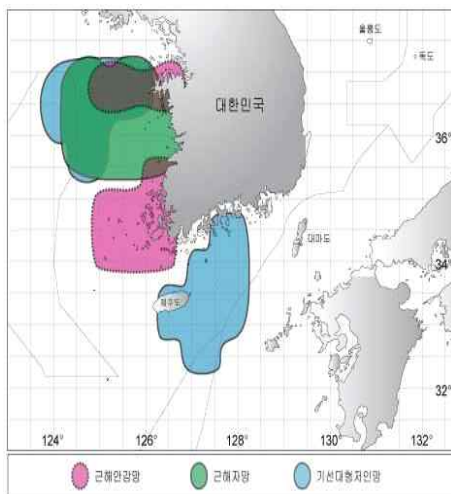 울릉도
독도
대한민국
36°
대마도
34°
제주도
32°
124° 126° 128° 130° 132°
근해안강망 근해자망 기선대형저인망